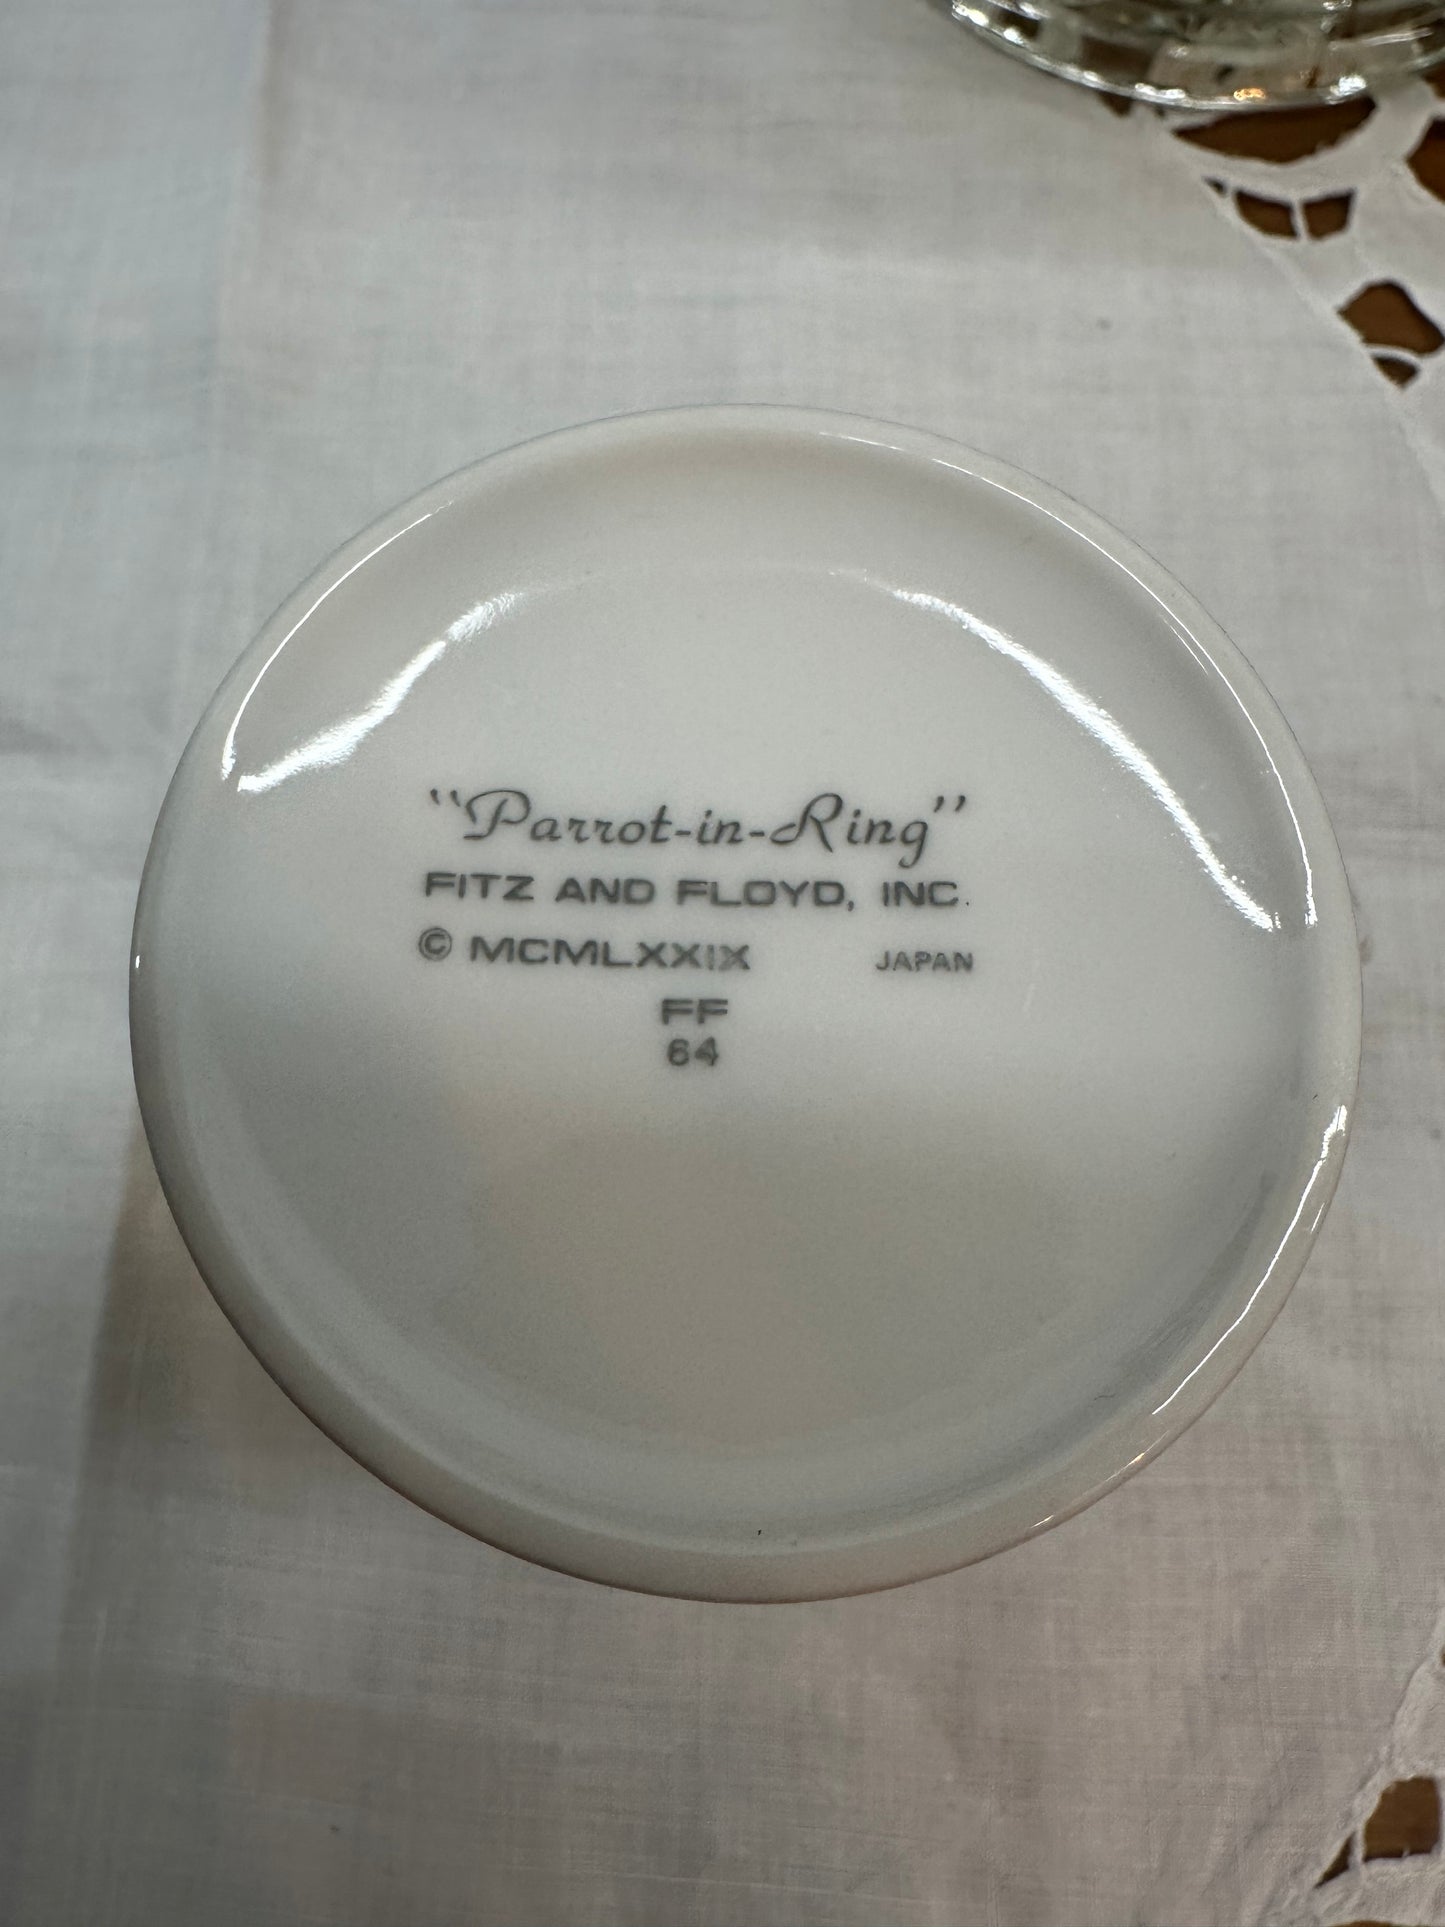 "Parrot-in-Ring"
FITZ AND FLOYD, INC.
© MCMLXXIX JAPAN
FF
64